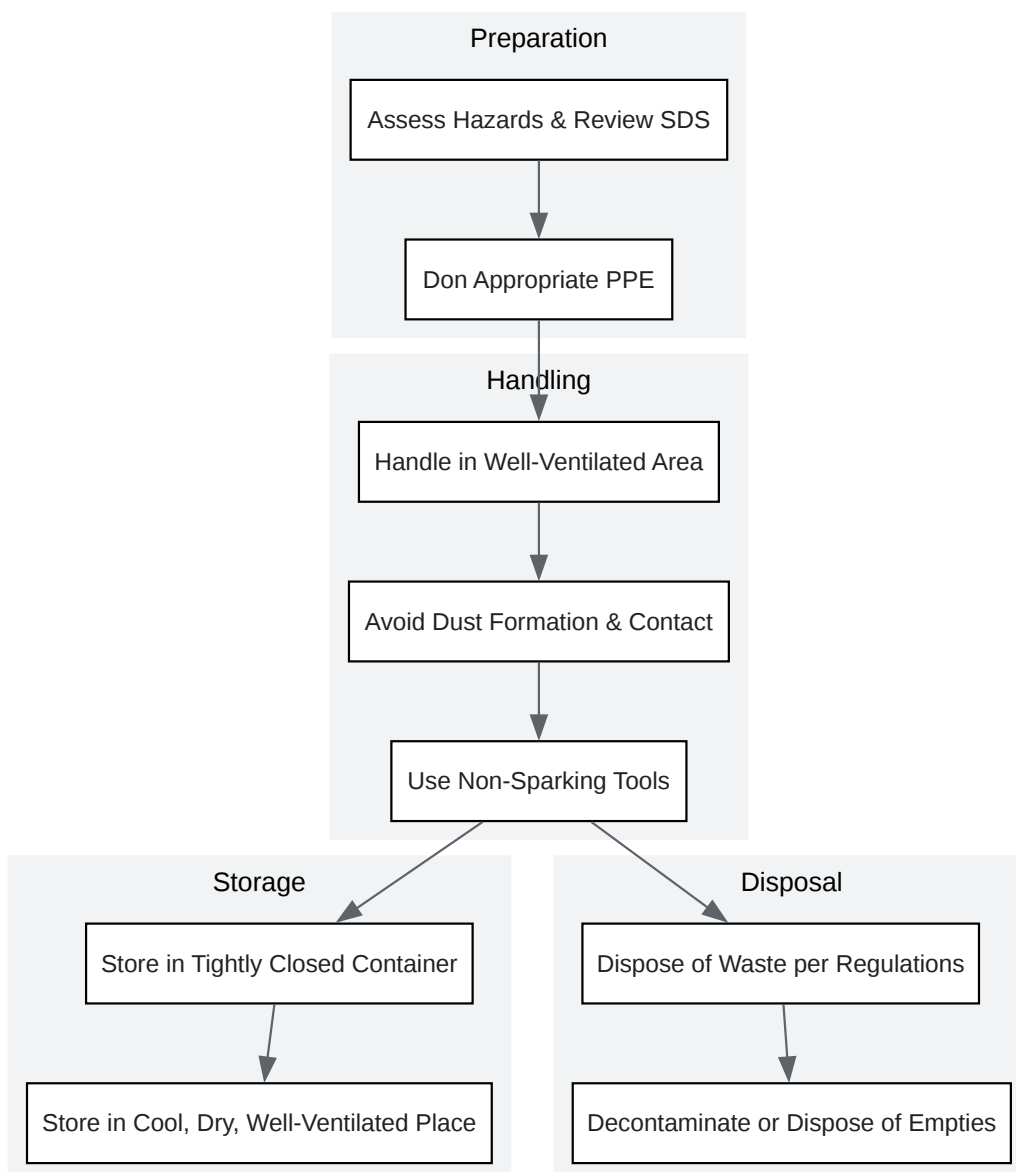 Preparation
Assess Hazards & Review SDS
Don Appropriate PPE
Handling
Handle in Well-Ventilated Area
Avoid Dust Formation & Contact
Use Non-Sparking Tools
Storage
Store in Tightly Closed Container
Store in Cool, Dry, Well-Ventilated Place
Disposal
Dispose of Waste per Regulations
Decontaminate or Dispose of Empties